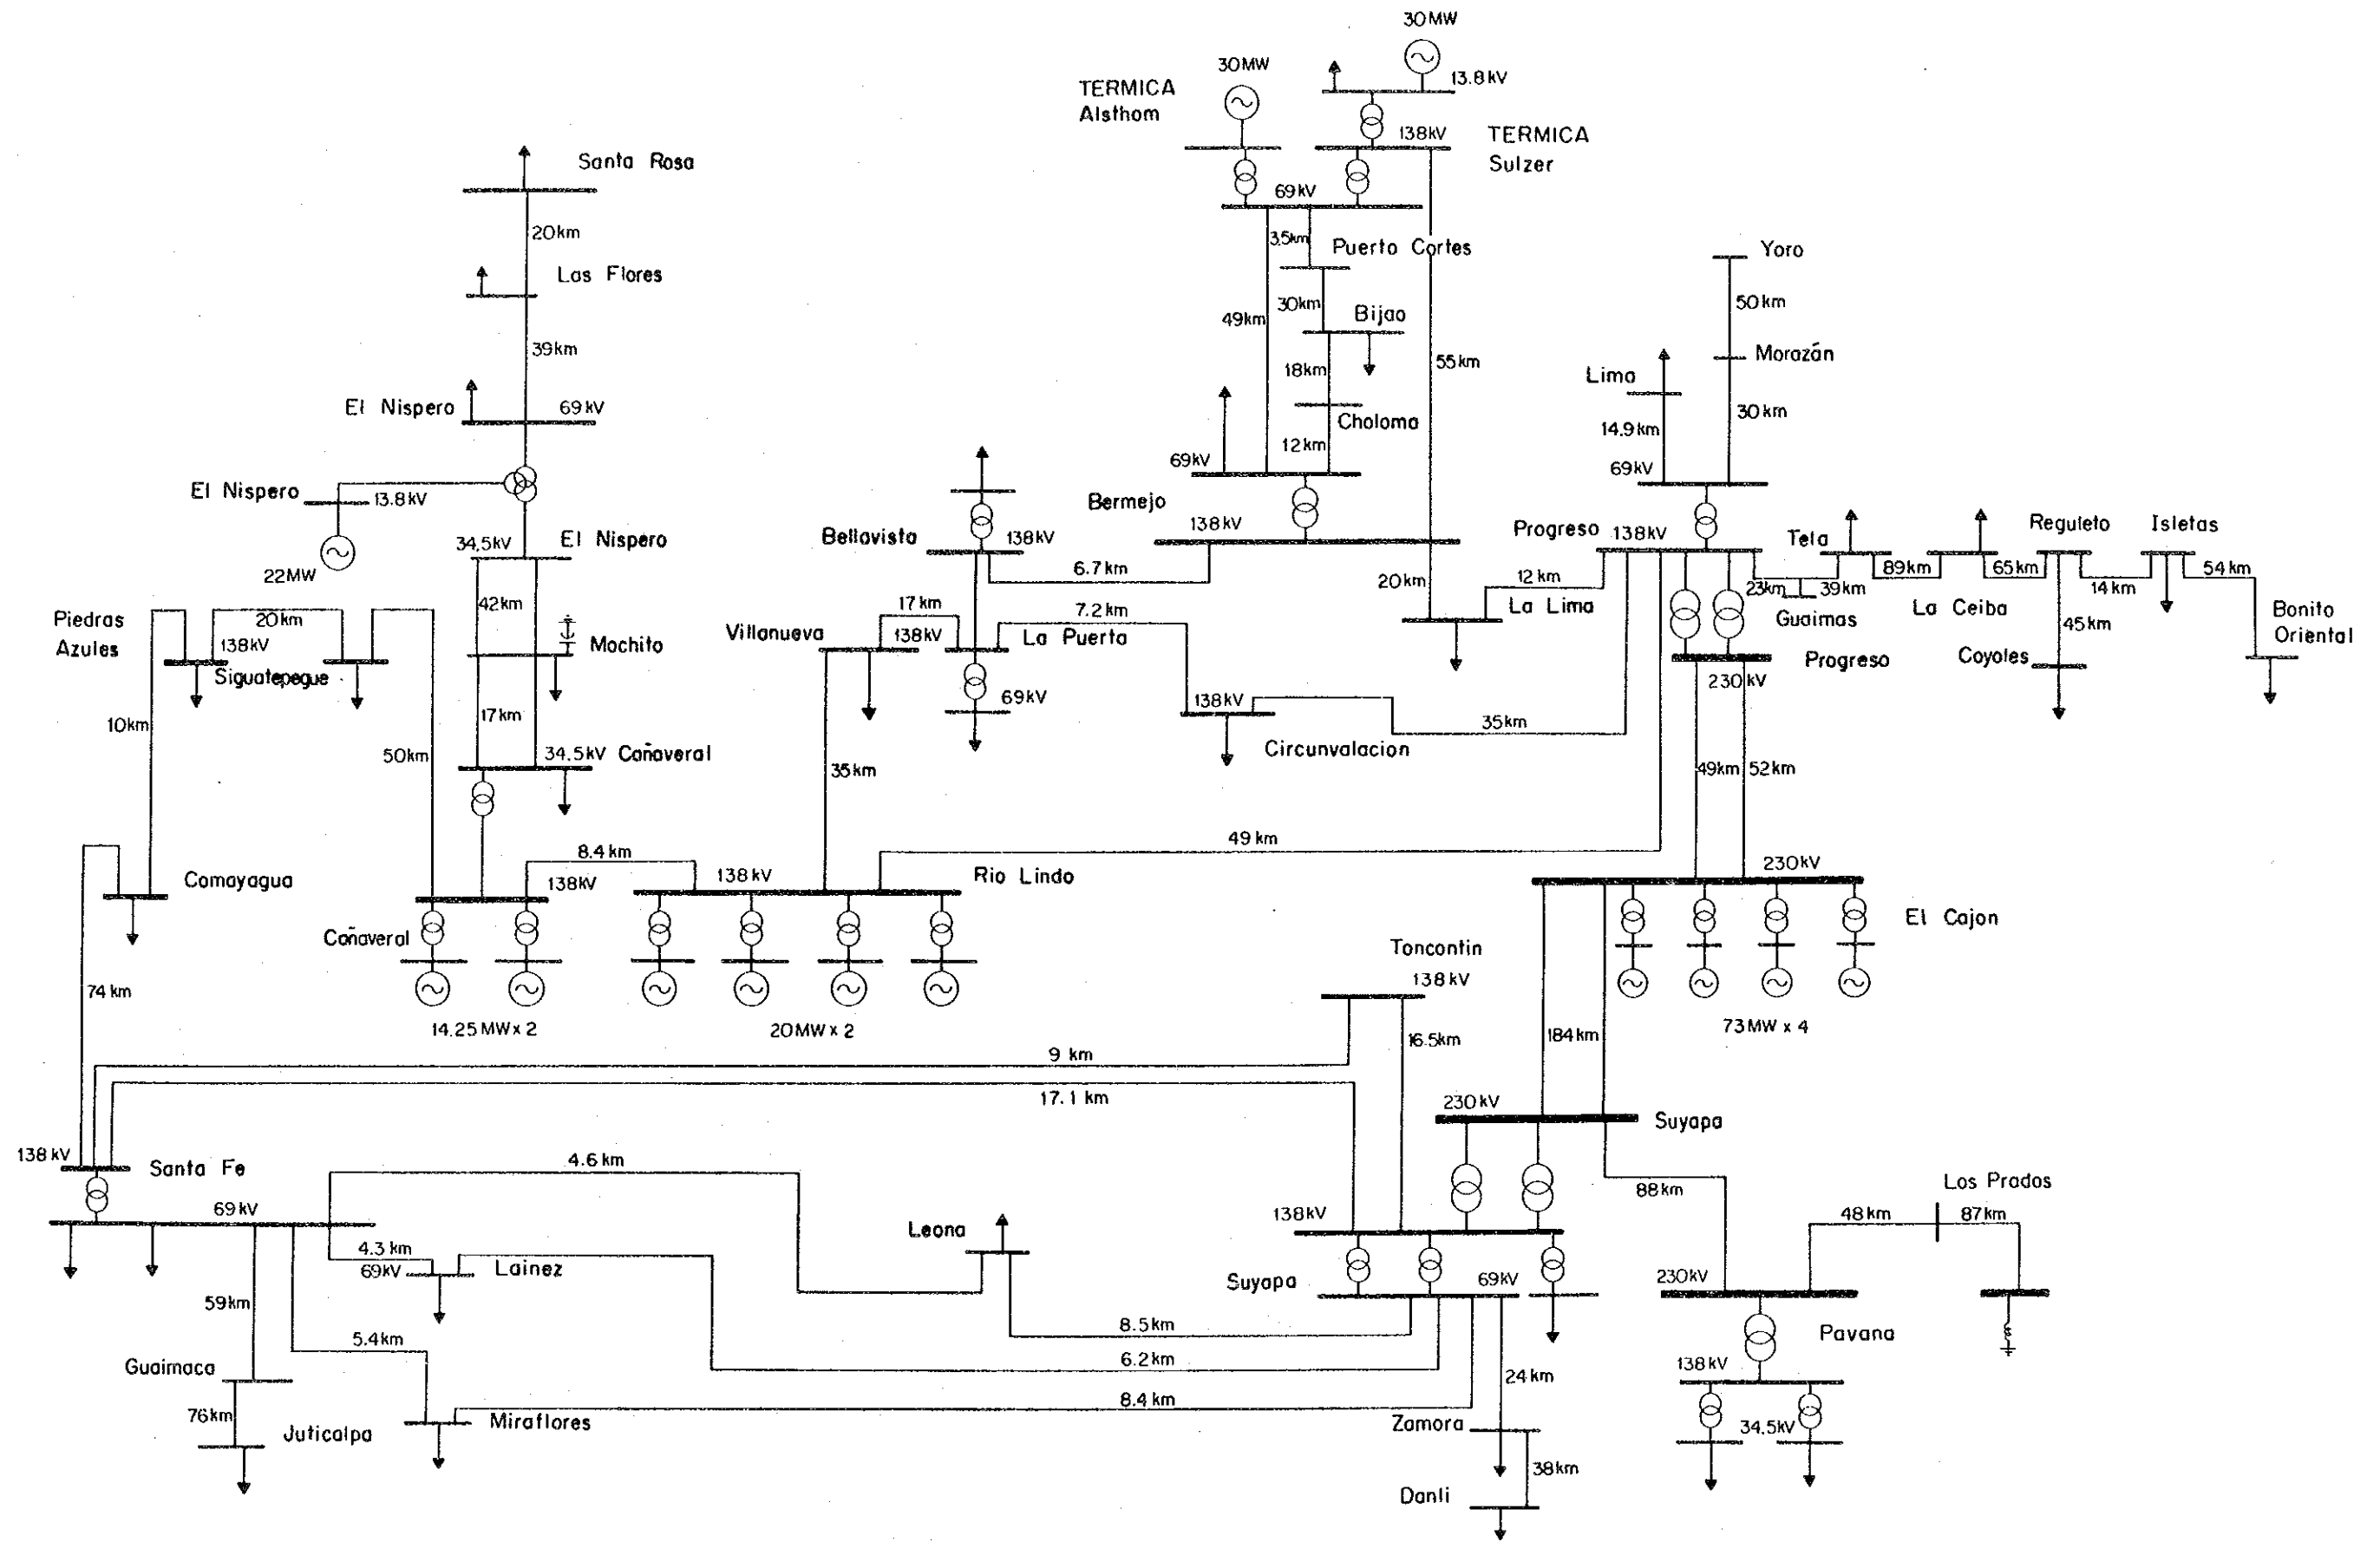 30MW
30MW
TERMICA
Alsthom
13.8kV
138kV
TERMICA
Sulzer
Santa Rosa
69kV
20km
3.5km
Puerto Cortes
Yoro
Las Flores
30km
50km
49km
Bijao
39km
Morazán
18km
55km
Lima
El Nispero
69kV
30km
Choloma
14.9km
12km
69kV
69kV
El Nispero
13.8kV
Bermejo
138kV
Progreso
138kV
Tela
Reguleto
Isletas
34.5kV
El Nispero
Bellavista
138kV
22MW
6.7km
20km
12km
23km
39km
89km
65km
14km
54km
42km
17km
7.2km
La Lima
Guaimas
La Ceiba
Bonito
Oriental
Piedras
Azules
20km
138kV
Mochito
Villanueva
138kV
La Puerta
45km
Siguatepegue
Progreso
Coyoles
230kV
69kV
138kV
10km
17km
35km
Circunvalacion
50km
34.5kV
Cañaveral
35km
49km
52km
49km
8.4km
230kV
Comayagua
138kV
138kV
Rio Lindo
El Cajon
Cañaveral
Toncontin
138kV
74km
14.25MWx2
20MWx2
73MWx4
16.5km
184km
9 km
17.1 km
230kV
Suyapa
138kV
Santa Fe
4.6km
88km
Los Prados
69kV
138kV
48km
87km
Leona
4.3km
69kV
Lainez
Suyapa
69kV
230kV
59km
8.5km
5.4km
Pavana
6.2km
Guaimaca
138kV
24km
8.4km
76km
Juticalpa
Miraflores
Zamora
34.5kV
38km
Danli